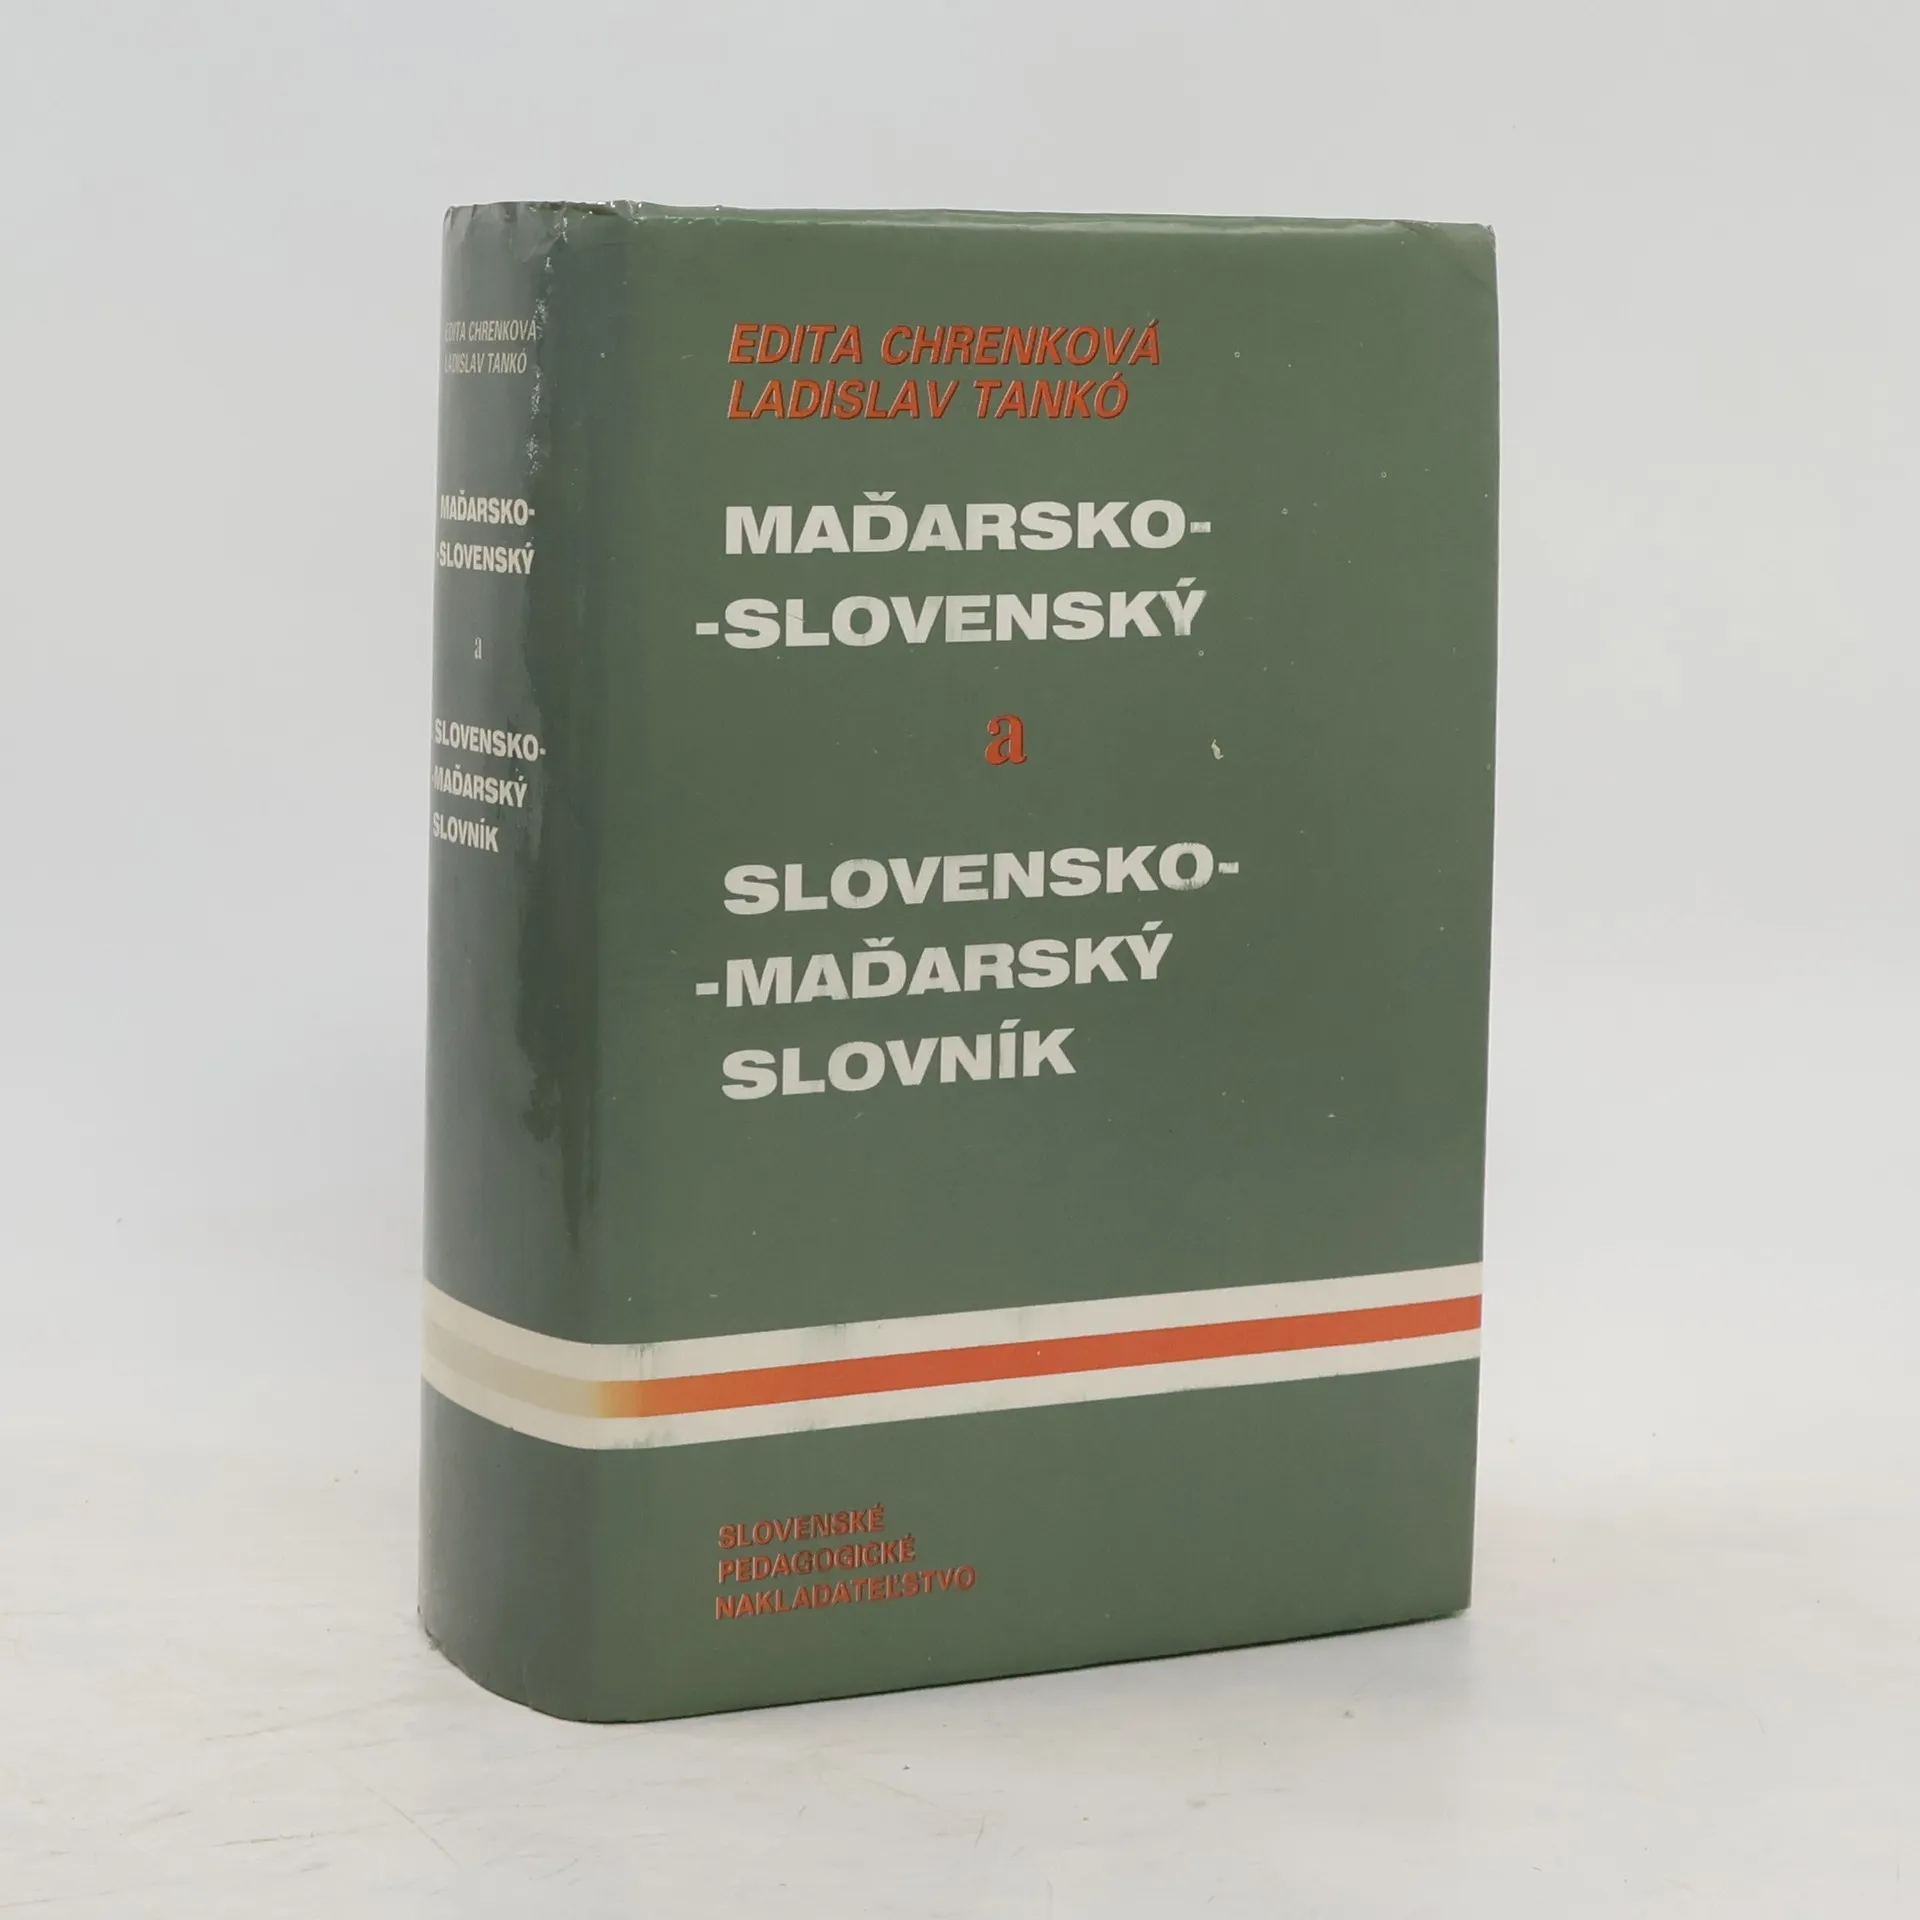 EDITA CHRENKOVÁ
LADISLAV TANKÓ
MAĎARSKO-
-SLOVENSKÝ
a
SLOVENSKO-
-MAĎARSKÝ
SLOVNÍK
EDITA CHRENKOVÁ
LADISLAV TANKÓ
MAĎARSKO-
-SLOVENSKÝ
a
SLOVENSKO-
-MAĎARSKÝ
SLOVNÍK
SLOVENSKÉ
PEDAGOGICKÉ
NAKLADATEĽSTVO